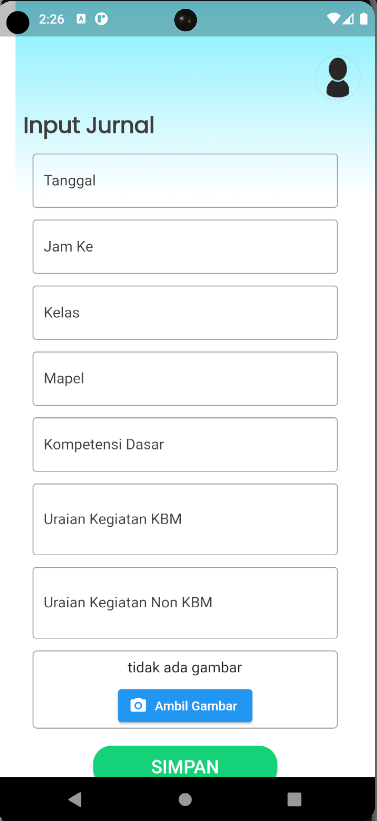 2:26
Input Jurnal
Tanggal
Jam Ke
Kelas
Mapel
Kompetensi Dasar
Uraian Kegiatan KBM
Uraian Kegiatan Non KBM
tidak ada gambar
Ambil Gambar
SIMPAN